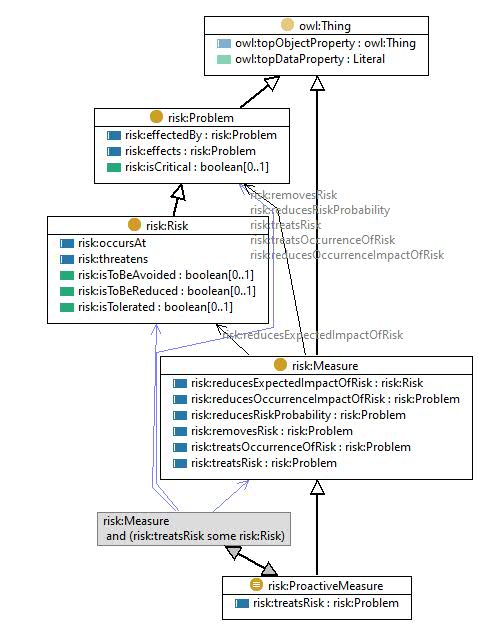 owl:Thing
owl:topObjectProperty : owl:Thing
owl:topDataProperty : Literal
risk:Problem
risk:effectedBy : risk:Problem
risk:effects : risk:Problem
risk:isCritical : boolean[0..1]
risk:removesRisk
risk:reducesRiskProbability
risk:treatsRisk
risk:treatsOccurrenceOfRisk
risk:reducesOccurrenceImpactOfRisk
risk:Risk
risk:occursAt
risk:threatens
risk:isToBeAvoided : boolean[0..1]
risk:isToBeReduced : boolean[0..1]
risk:isTolerated : boolean[0..1]
risk:reducesExpectedImpactOfRisk
risk:Measure
risk:reducesExpectedImpactOfRisk : risk:Risk
risk:reducesOccurrenceImpactOfRisk : risk:Problem
risk:reducesRiskProbability : risk:Problem
risk:removesRisk : risk:Problem
risk:treatsOccurrenceOfRisk : risk:Problem
risk:treatsRisk : risk:Problem
risk:Measure
and (risk:treatsRisk some risk:Risk)
risk:ProactiveMeasure
risk:treatsRisk : risk:Problem